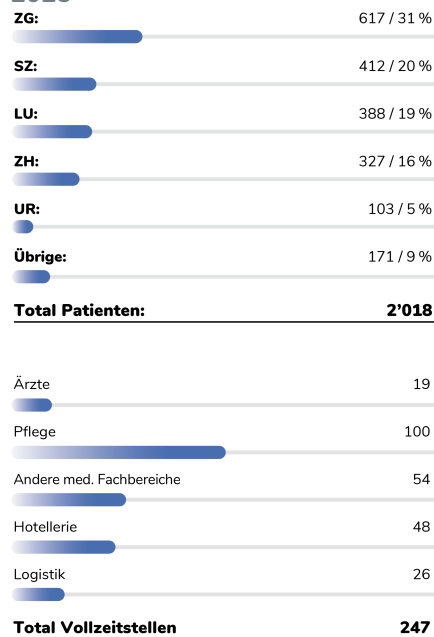 ZG: 617 / 31 %
SZ: 412 / 20 %
LU: 388 / 19 %
ZH: 327 / 16 %
UR: 103 / 5 %
Übrige: 171 / 9 %
Total Patienten: 2’018
Ärzte 19
Pflege 100
Andere med. Fachbereiche 54
Hotellerie 48
Logistik 26
Total Vollzeitstellen 247